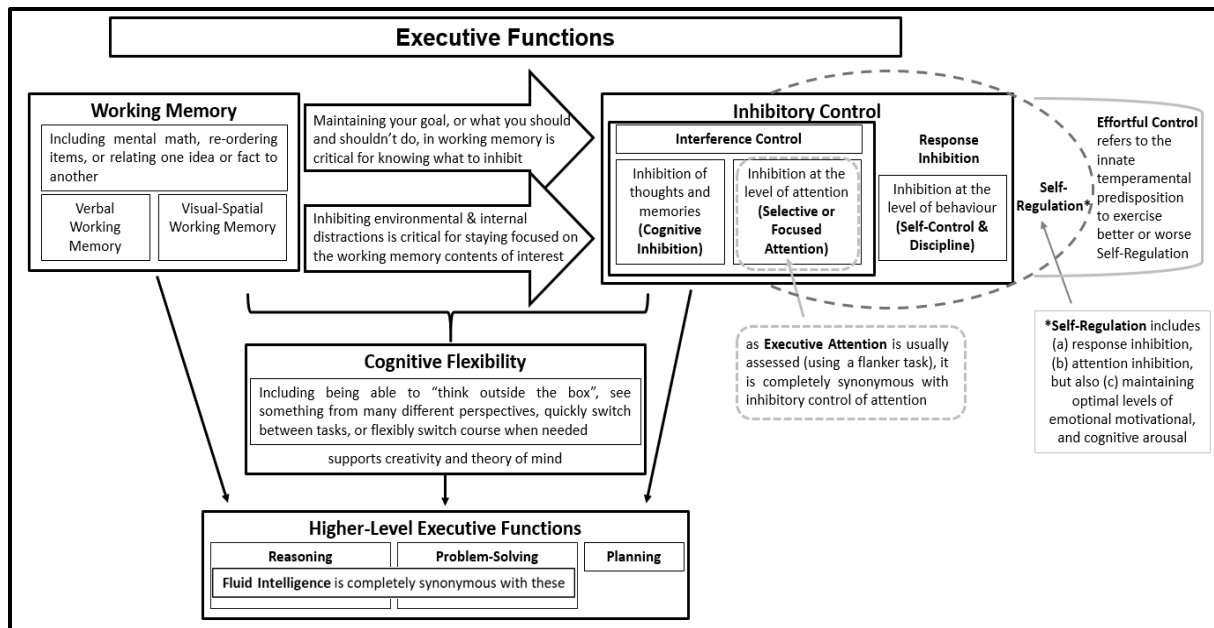 Executive Functions
Working Memory
Including mental math, re-ordering
items, or relating one idea or fact to
another
Verbal
Working
Memory
Visual-Spatial
Working Memory
Maintaining your goal, or what you should
and shouldn't do, in working memory is
critical for knowing what to inhibit
Inhibiting environmental & internal
distractions is critical for staying focused on
the working memory contents of interest
Inhibitory Control
Interference Control
Inhibition of
thoughts and
memories
(Cognitive
Inhibition)
Inhibition at the
level of attention
(Selective or
Focused
Attention)
Response
Inhibition
Inhibition at the
level of behaviour
(Self-Control &
Discipline)
Self-
Regulation*
Effortful Control
refers to the
innate
temperamental
predisposition
to exercise
better or worse
Self-Regulation
as Executive Attention is usually
assessed (using a flanker task), it
is completely synonymous with
inhibitory control of attention
*Self-Regulation includes
(a) response inhibition,
(b) attention inhibition,
but also (c) maintaining
optimal levels of
emotional motivational,
and cognitive arousal
Cognitive Flexibility
Including being able to “think outside the box”, see
something from many different perspectives, quickly switch
between tasks, or flexibly switch course when needed
supports creativity and theory of mind
Higher-Level Executive Functions
Reasoning
Problem-Solving
Planning
Fluid Intelligence is completely synonymous with these